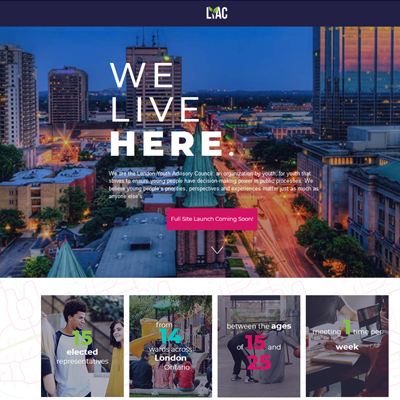 LYAC
WE
LIVE
HERE.
We are the London Youth Advisory Council: an organization by youth, for youth that
strives to ensure young people have decision-making power in public processes. We
believe young people's priorities, perspectives and experiences matter just as much as
anyone else's.
Full Site Launch Coming Soon!
15
elected
representatives
from
14
wards across
London
Ontario
between the ages
of 15 and
25
meeting 1 time per
week